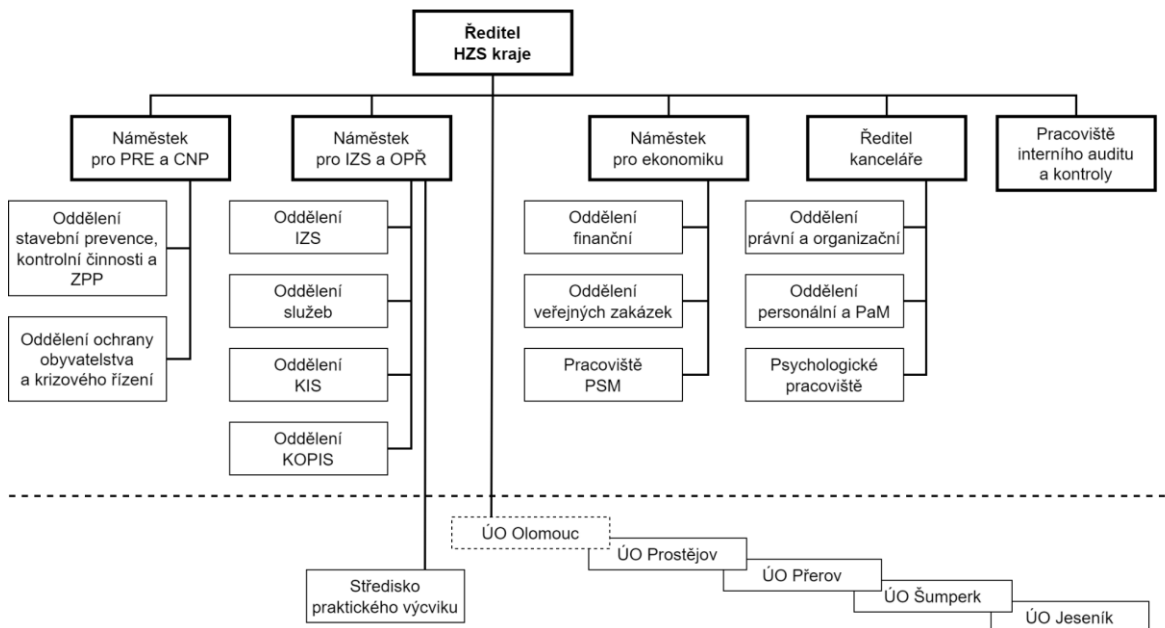 Ředitel
HZS kraje
Náměstek
pro PRE a CNP
Náměstek
pro IZS a OPŘ
Náměstek
pro ekonomiku
Ředitel
kanceláře
Pracoviště
interního auditu
a kontroly
Oddělení
stavební prevence,
kontrolní činnosti a
ZPP
Oddělení ochrany
obyvatelstva
a krizového řízení
Oddělení
IZS
Oddělení
služeb
Oddělení
KIS
Oddělení
KOPIS
Oddělení
finanční
Oddělení
veřejných zakázek
Pracoviště
PSM
Oddělení
právní a organizační
Oddělení
personální a PaM
Psychologické
pracoviště
ÚO Olomouc
ÚO Prostějov
ÚO Přerov
ÚO Šumperk
ÚO Jeseník
Středisko
praktického výcviku